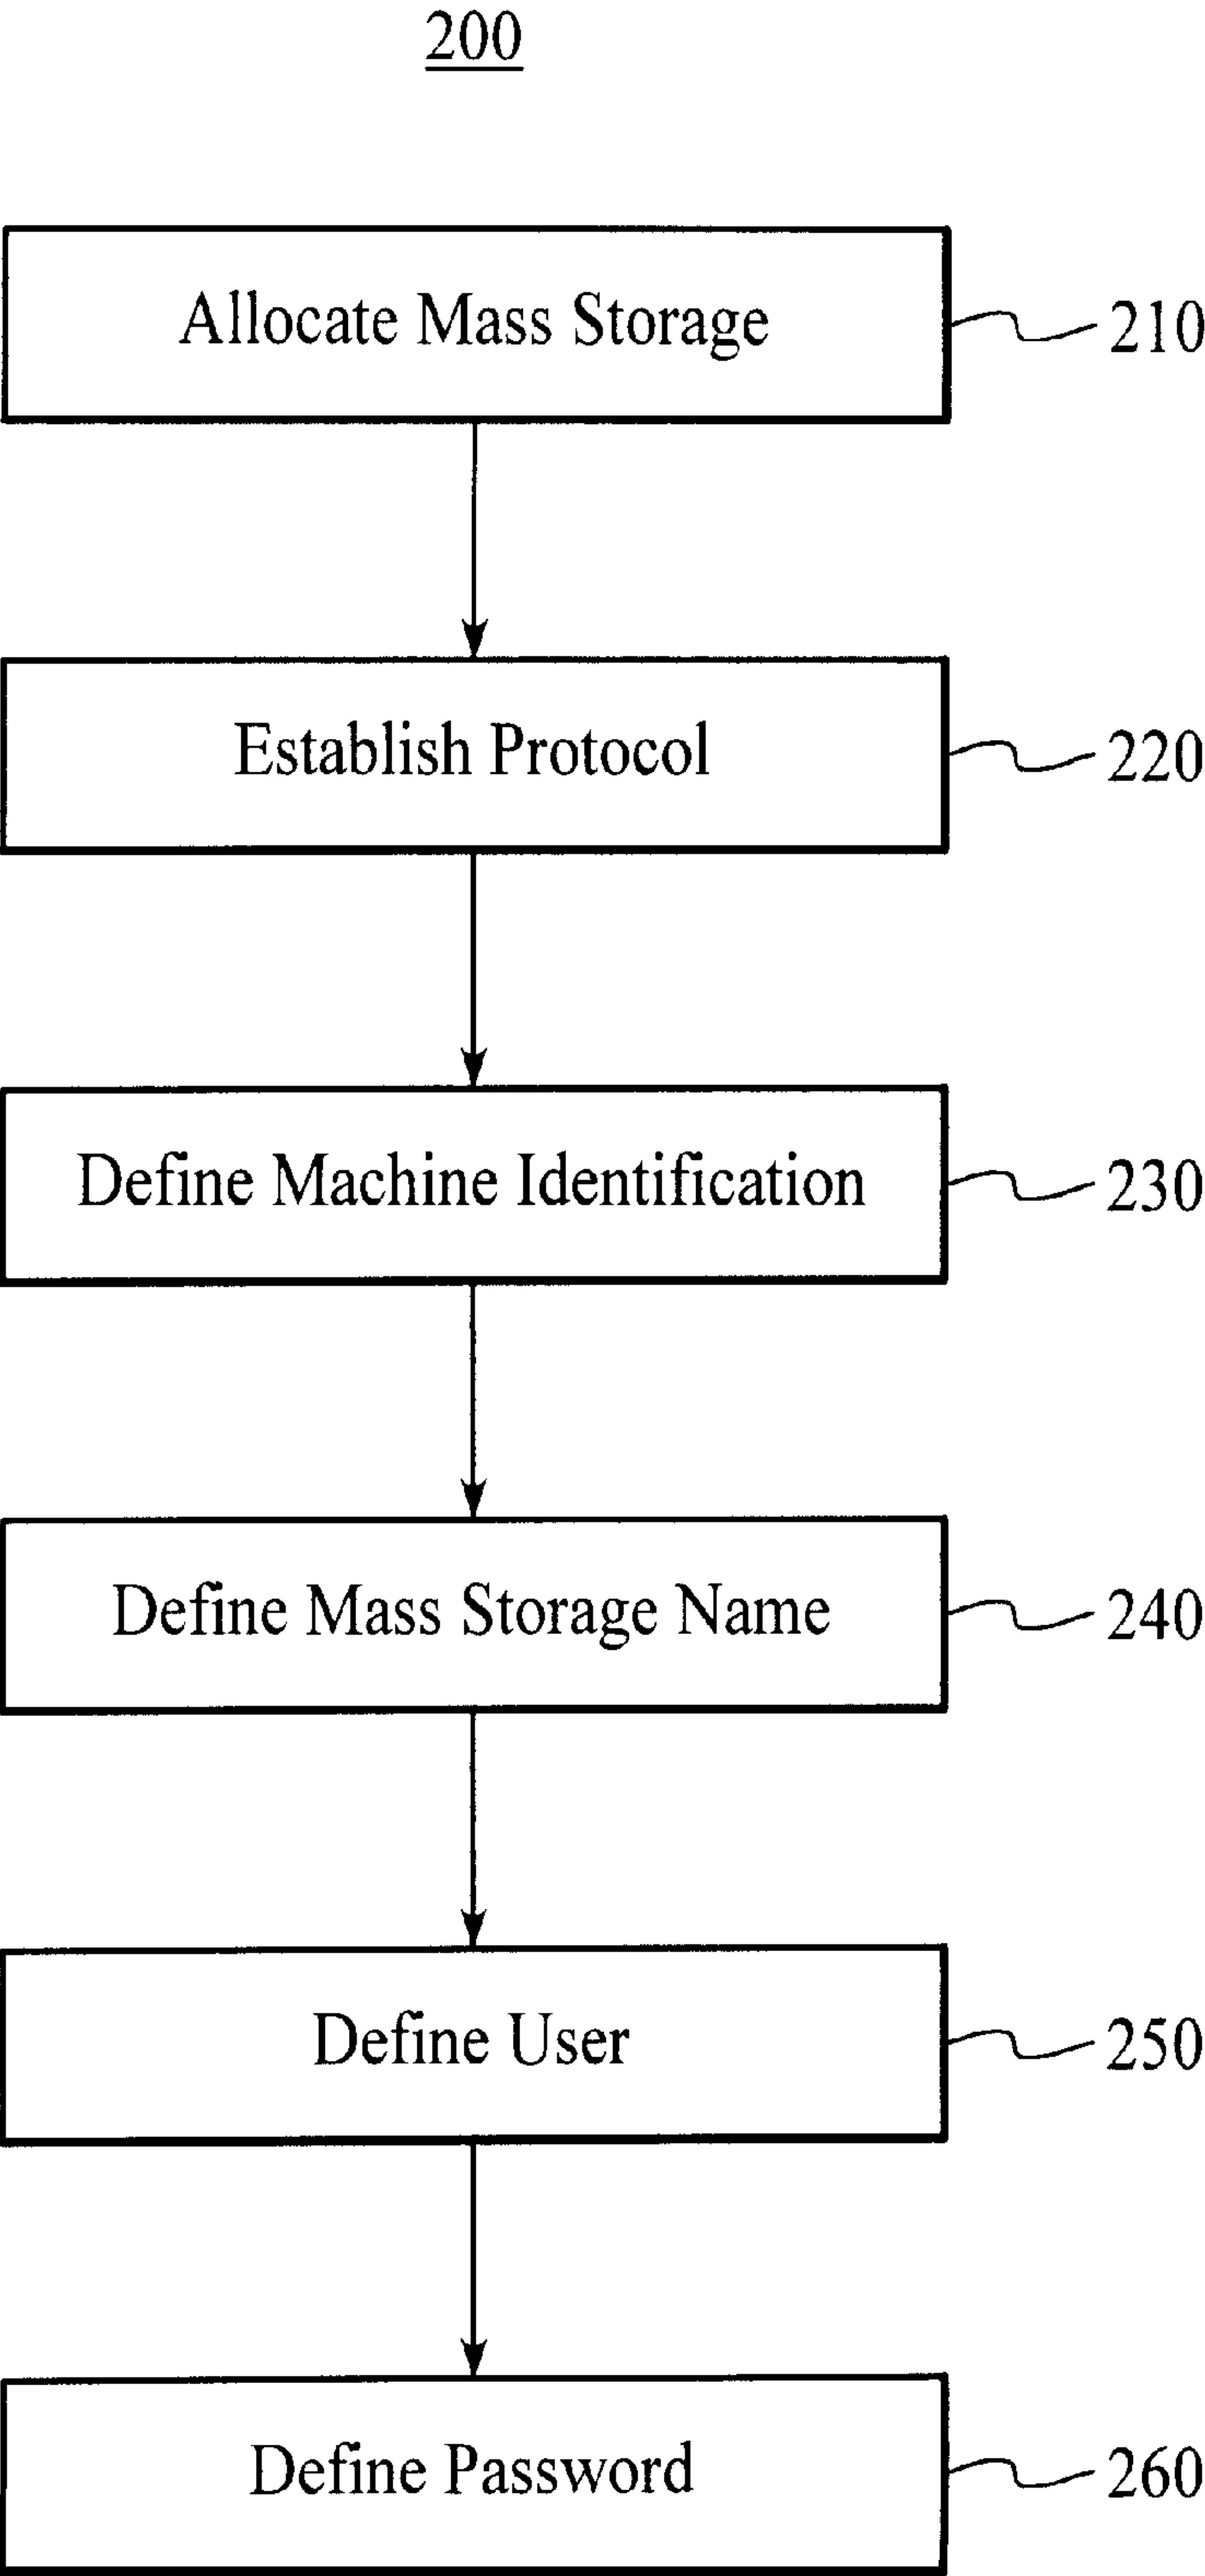 200
Allocate Mass Storage
210
Establish Protocol
220
Define Machine Identification
230
Define Mass Storage Name
240
Define User
250
Define Password
260